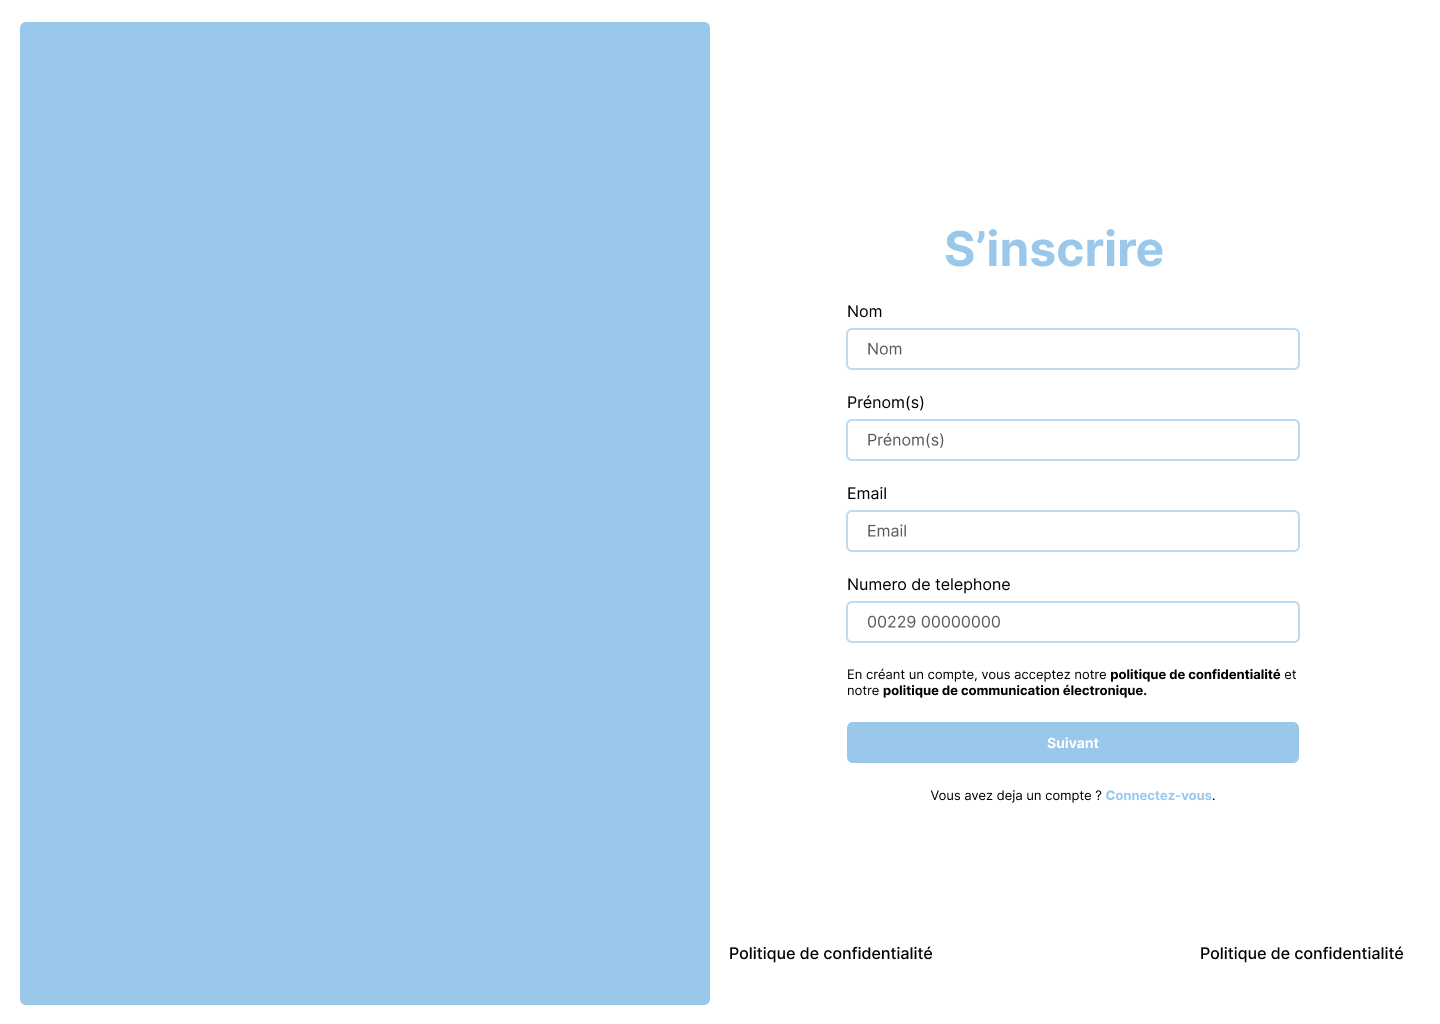 S’inscrire
Nom
Nom
Prénom(s)
Prénom(s)
Email
Email
Numero de telephone
00229 00000000
En créant un compte, vous acceptez notre politique de confidentialité et
notre politique de communication électronique.
Suivant
Vous avez deja un compte ? Connectez-vous.
Politique de confidentialité
Politique de confidentialité